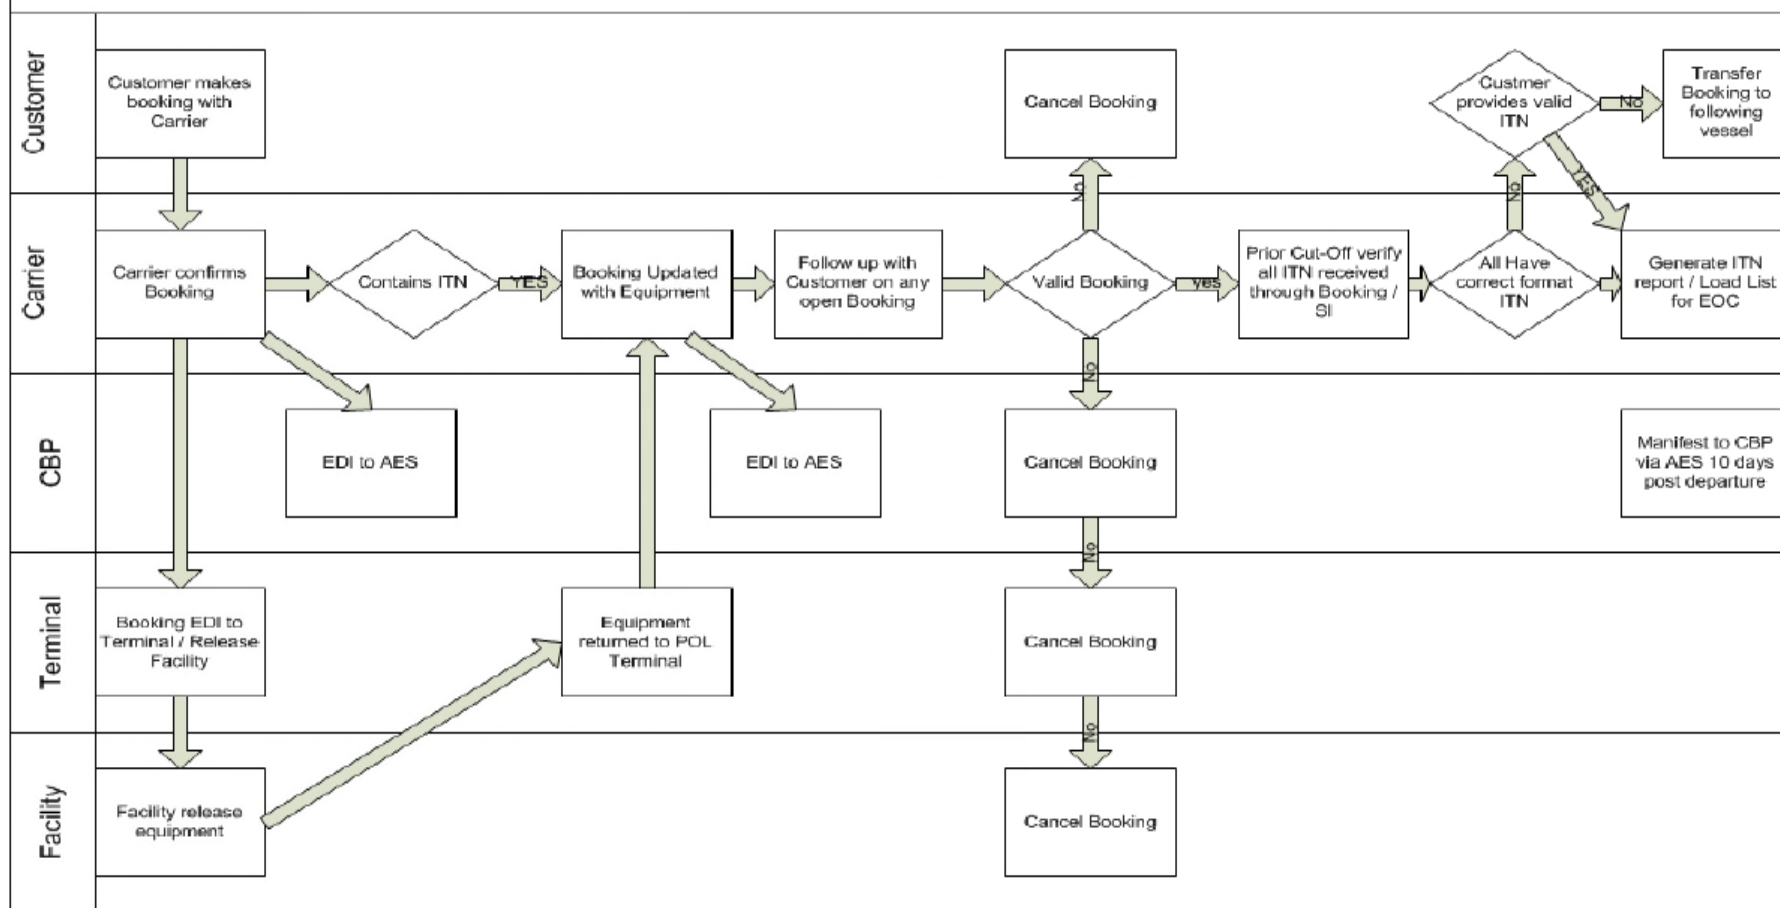 Customer
Customer makes
booking with
Carrier
Cancel Booking
Custmer
provides valid
ITN
No
Transfer
Booking to
following
vessel
No
No
YES
Carrier
Carrier confirms
Booking
Contains ITN
YES
Booking Updated
with Equipment
Follow up with
Customer on any
open Booking
Valid Booking
yes
Prior Cut-Off verify
all ITN received
through Booking /
SI
All Have
correct format
ITN
Generate ITN
report / Load List
for EOC
No
CBP
EDI to AES
EDI to AES
Cancel Booking
Manifest to CBP
via AES 10 days
post departure
No
Terminal
Booking EDI to
Terminal / Release
Facility
Equipment
returned to POL
Terminal
Cancel Booking
No
Facility
Facility release
equipment
Cancel Booking